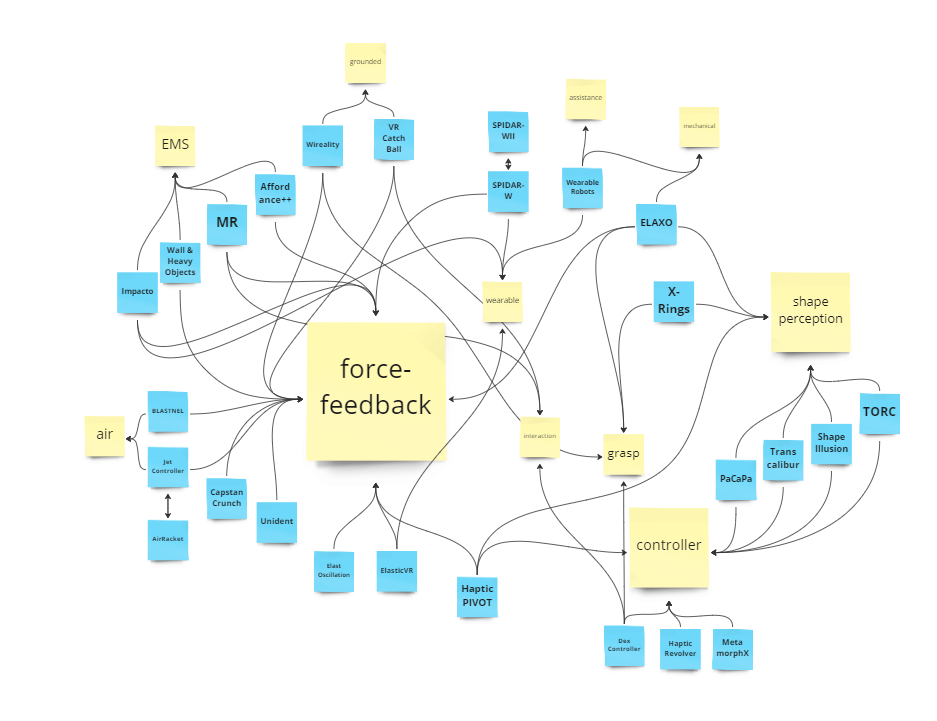 grounded
assistance
mechanical
EMS
Wireality
VR
Catch
Ball
SPIDAR-
WII
SPIDAR-
W
Wearable
Robots
Afford
ance++
MR
ELAXO
Wall &
Heavy
Objects
Impacto
wearable
X-
Rings
shape
perception
force-
feedback
BLASTNEL
air
Jet
Controller
AirRacket
Capstan
Crunch
Unident
interaction
grasp
TORC
Shape
Illusion
Trans
calibur
PaCaPa
controller
Elast
Oscillation
ElasticVR
Haptic
PIVOT
Dex
Controller
Haptic
Revolver
Meta
morphX